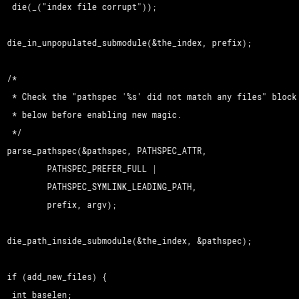 die(_("index file corrupt"));
die_in_unpopulated_submodule(&the_index, prefix);
/*
* Check the "pathspec '%s' did not match any files" block
* below before enabling new magic.
*/
parse_pathspec(&pathspec, PATHSPEC_ATTR,
PATHSPEC_PREFER_FULL |
PATHSPEC_SYMLINK_LEADING_PATH,
prefix, argv);
die_path_inside_submodule(&the_index, &pathspec);
if (add_new_files) {
int baselen;